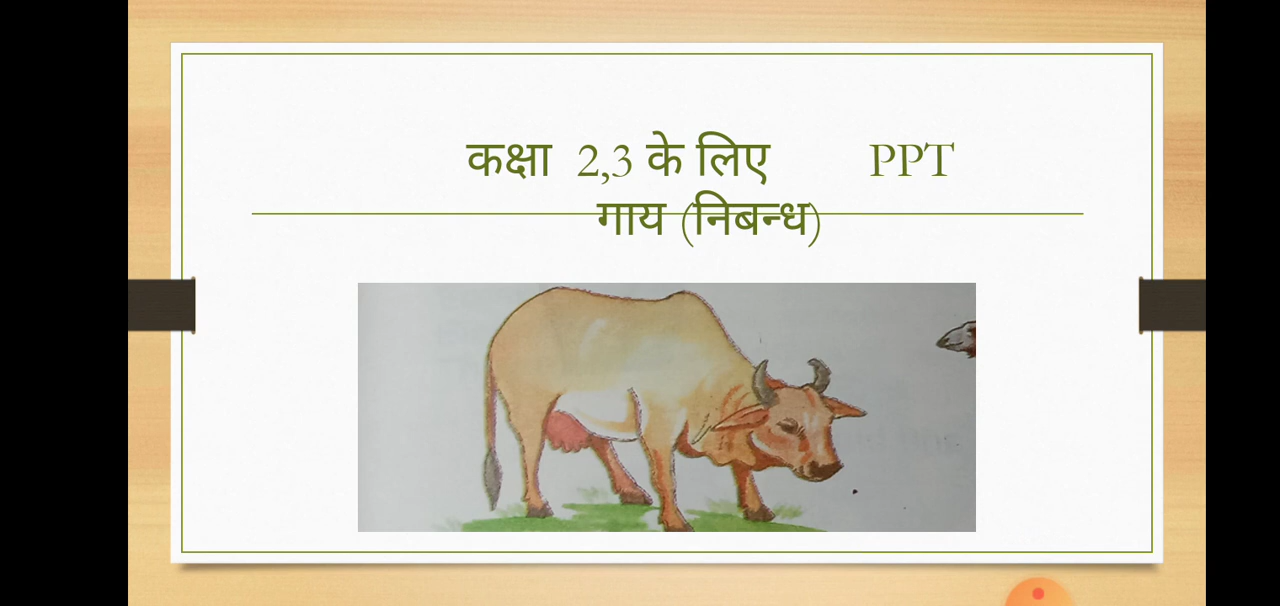 कक्षा 2,3 के लिए PPT
गाय (निबन्ध)